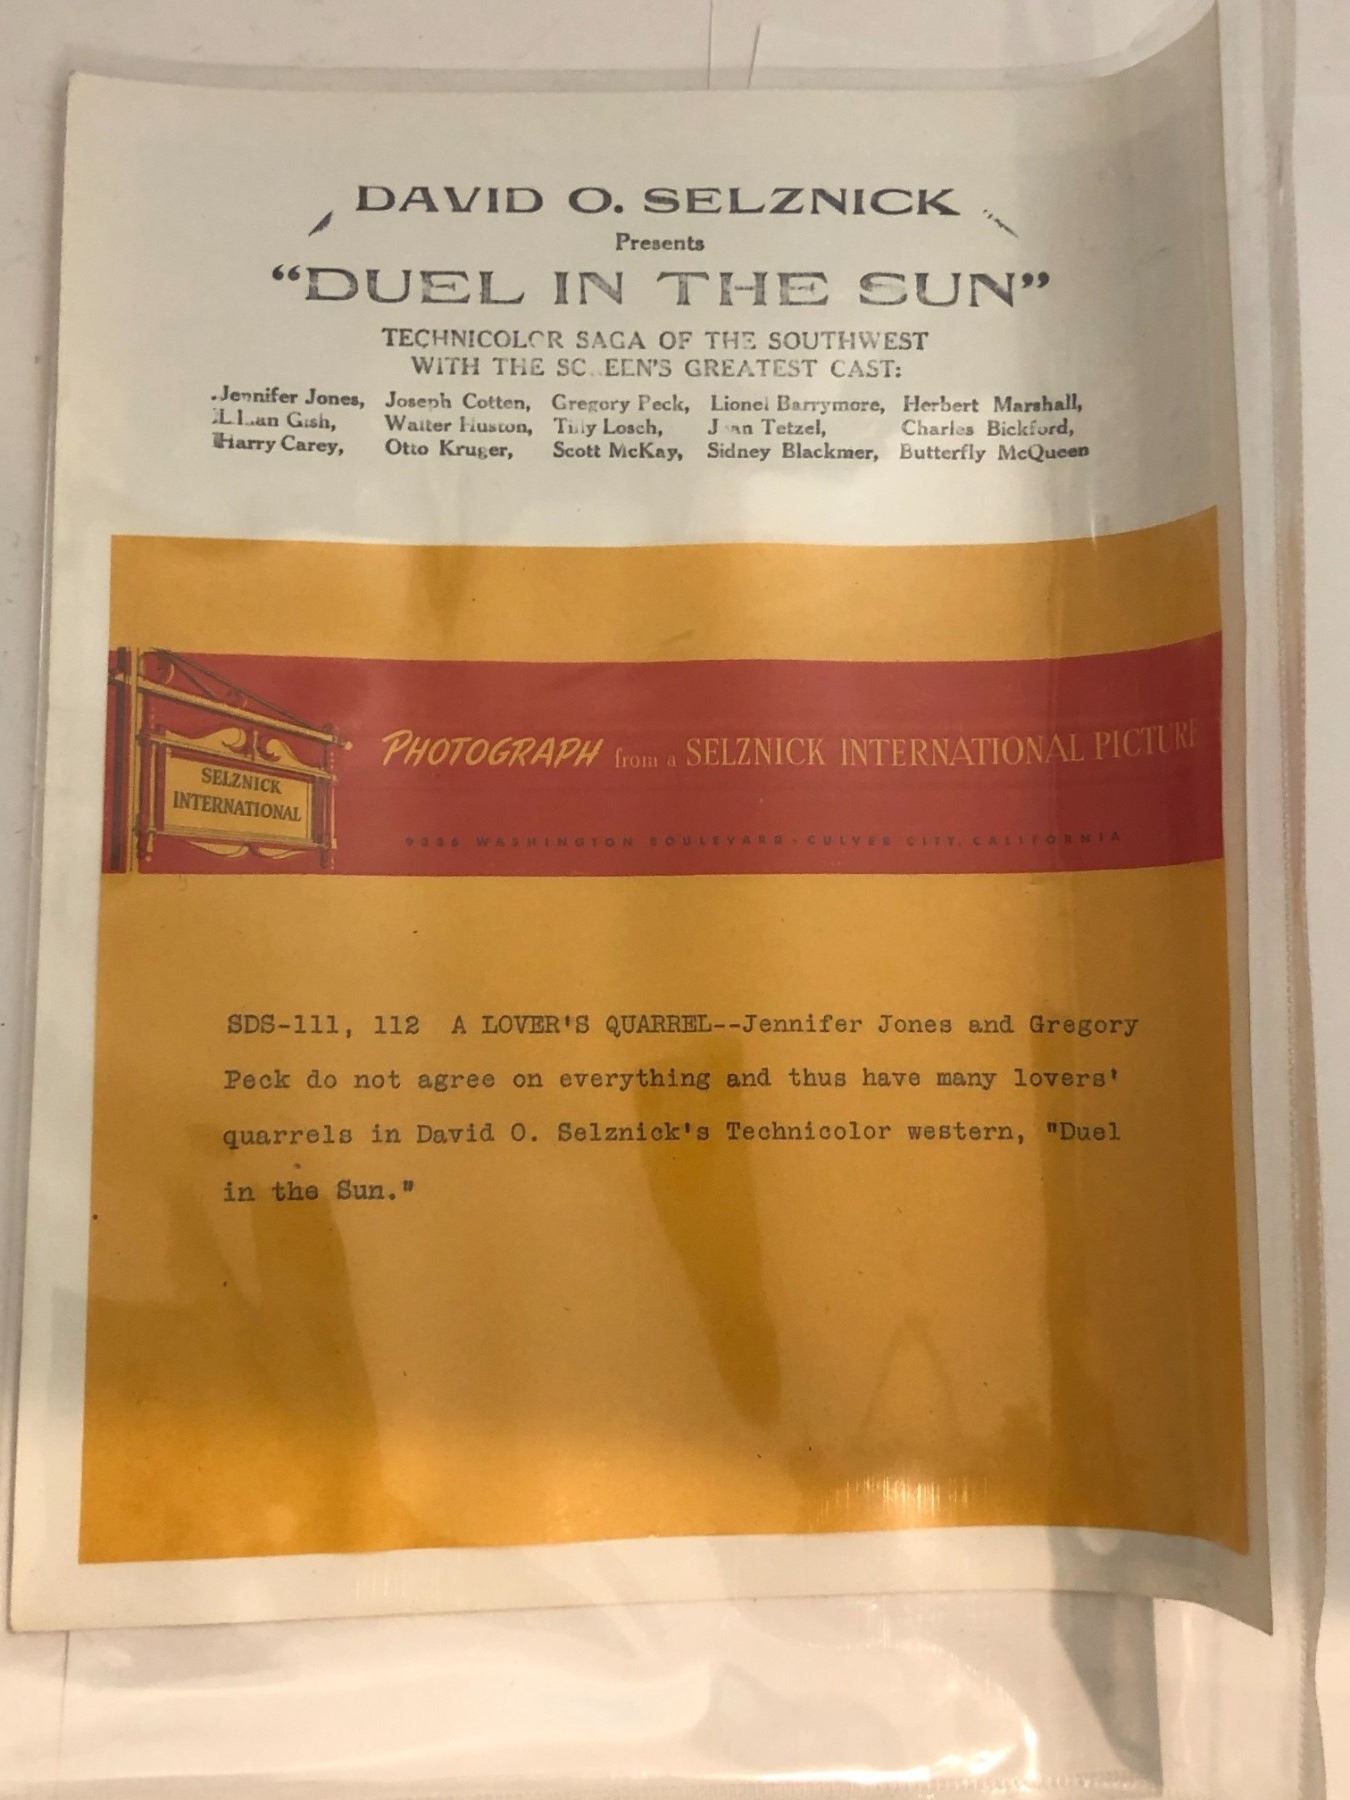 DAVID O. SELZNICK
Presents
“DUEL IN THE SUN”
TECHNICOLOR SAGA OF THE SOUTHWEST
WITH THE SC EEN'S GREATEST CAST:
Jennifer Jones, Joseph Cotten, Gregory Peck, Lionel Barrymore, Herbert Marshall,
Gish, Walter Huston, Tilly Losch, J an Tetzel, Charles Bickford,
Harry Carey, Otto Kruger, Scott McKay, Sidney Blackmer, Butterfly McQueen
SELZNICK
INTERNATIONAL
PHOTOGRAPH from a SELZNICK INTERNATIONAL PICTURE
9336 WASHINGTON BOULEVARD · CULVER CITY, CALIFORNIA
SDS-111, 112 A LOVER'S QUARREL--Jennifer Jones and Gregory
Peck do not agree on everything and thus have many lovers'
quarrels in David O. Selznick's Technicolor western, "Duel
in the Sun."